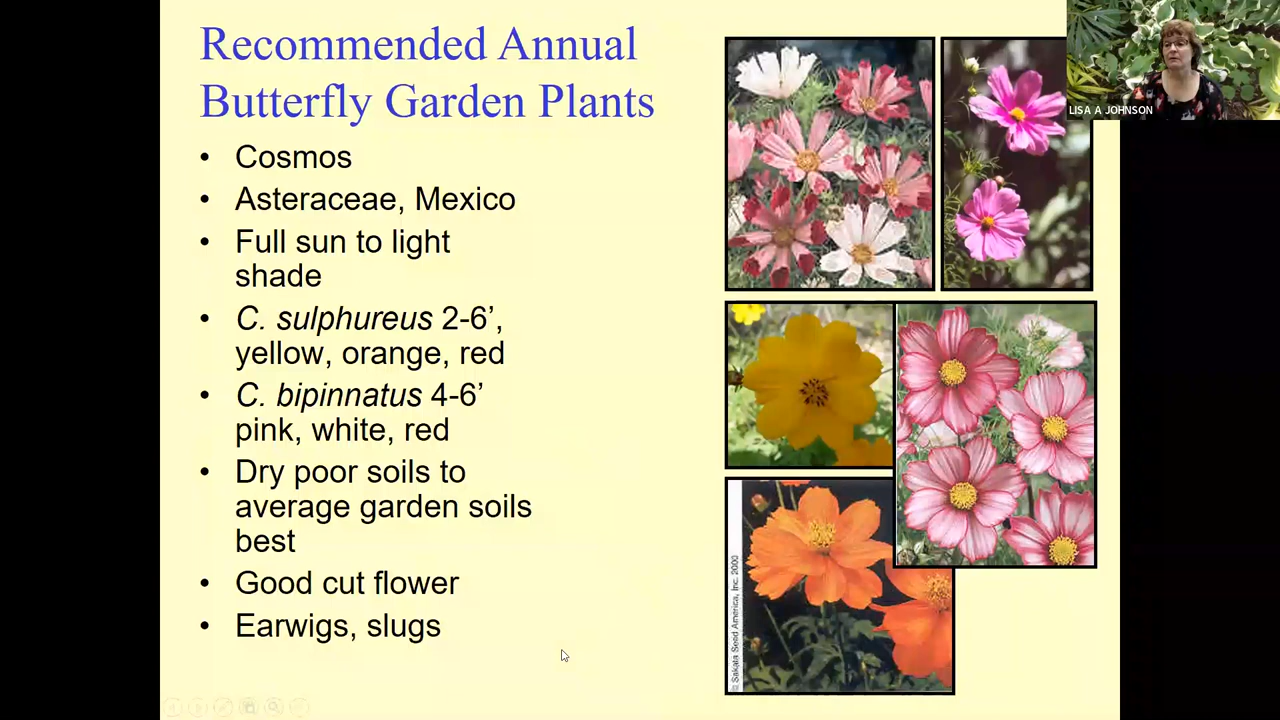 Recommended Annual
Butterfly Garden Plants
• Cosmos
• Asteraceae, Mexico
• Full sun to light
shade
• C. sulphureus 2-6’,
yellow, orange, red
• C. bipinnatus 4-6’
pink, white, red
• Dry poor soils to
average garden soils
best
• Good cut flower
• Earwigs, slugs
LISA A JOHNSON
© Sakata Seed America, Inc. 2000